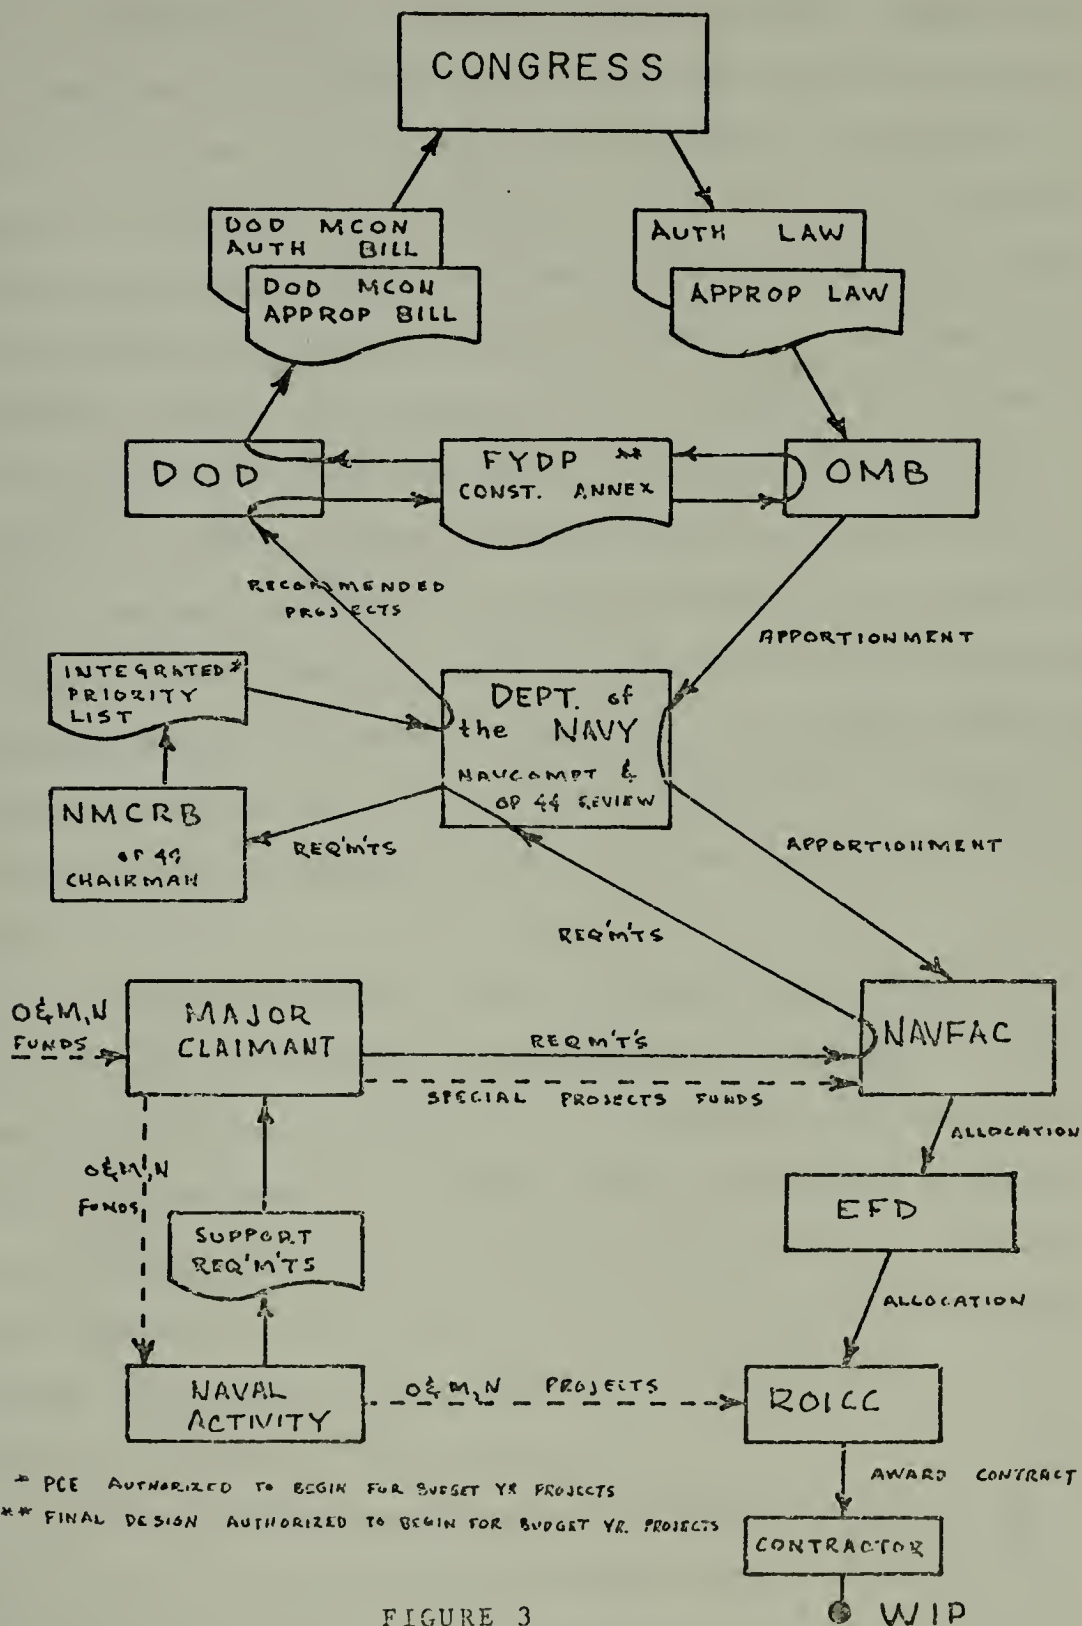 CONGRESS
DOD MCON
AUTH BILL
DOD MCON
APPROP BILL
AUTH LAW
APPROP LAW
DOD
FYDP **
CONST. ANNEX
OMB
RECOMMENDED
PROJECTS
APPORTIONMENT
INTEGRATED*
PRIORITY
LIST
DEPT. of
the NAVY
NAVCOMPT &
OP 44 REVIEW
NMCRB
OP 44
CHAIRMAN
REQ'M'TS
APPORTIONMENT
REQ'M'TS
O&M,N
FUNDS
MAJOR
CLAIMANT
REQM'T'S
SPECIAL PROJECTS FUNDS
NAVFAC
ALLOCATION
O&M,N
FUNDS
SUPPORT
REQ'M'TS
EFD
ALLOCATION
NAVAL
ACTIVITY
O&M,N PROJECTS
ROICC
AWARD CONTRACT
* PCE AUTHORIZED TO BEGIN FOR BUDGET YR PROJECTS
** FINAL DESIGN AUTHORIZED TO BEGIN FOR BUDGET YR. PROJECTS
CONTRACTOR
WIP
FIGURE 3